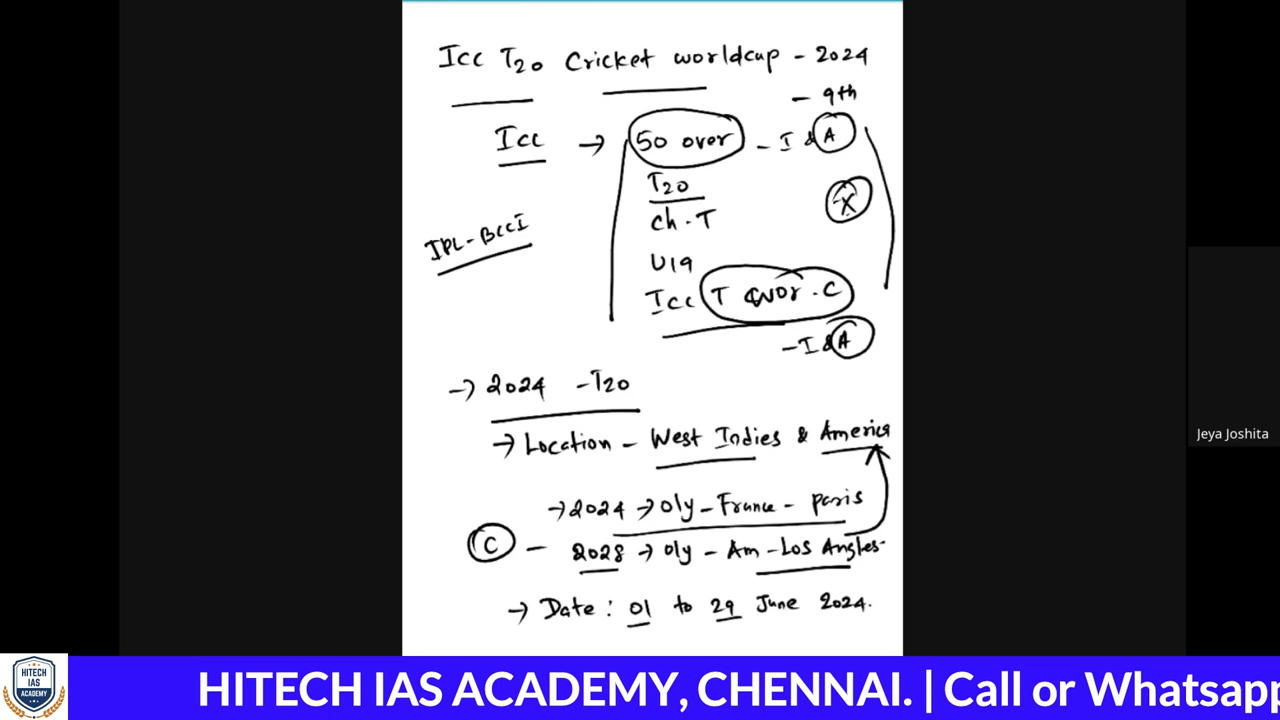 Icc T20 Cricket worldcup - 2024
- 9th
Icc → 50 over - I & A
T20
X
Ch . T
IPL-BCCI
U19
Icc T wor . C
- I & A
→ 2024 - T20
→ Location - West Indies & America
→ 2024 → Oly - France - paris
C - 2028 → Oly - Am - Los Angles
→ Date : 01 to 29 June 2024.
Jeya Joshita
HITECH IAS ACADEMY
HITECH IAS ACADEMY, CHENNAI. | Call or Whatsapp